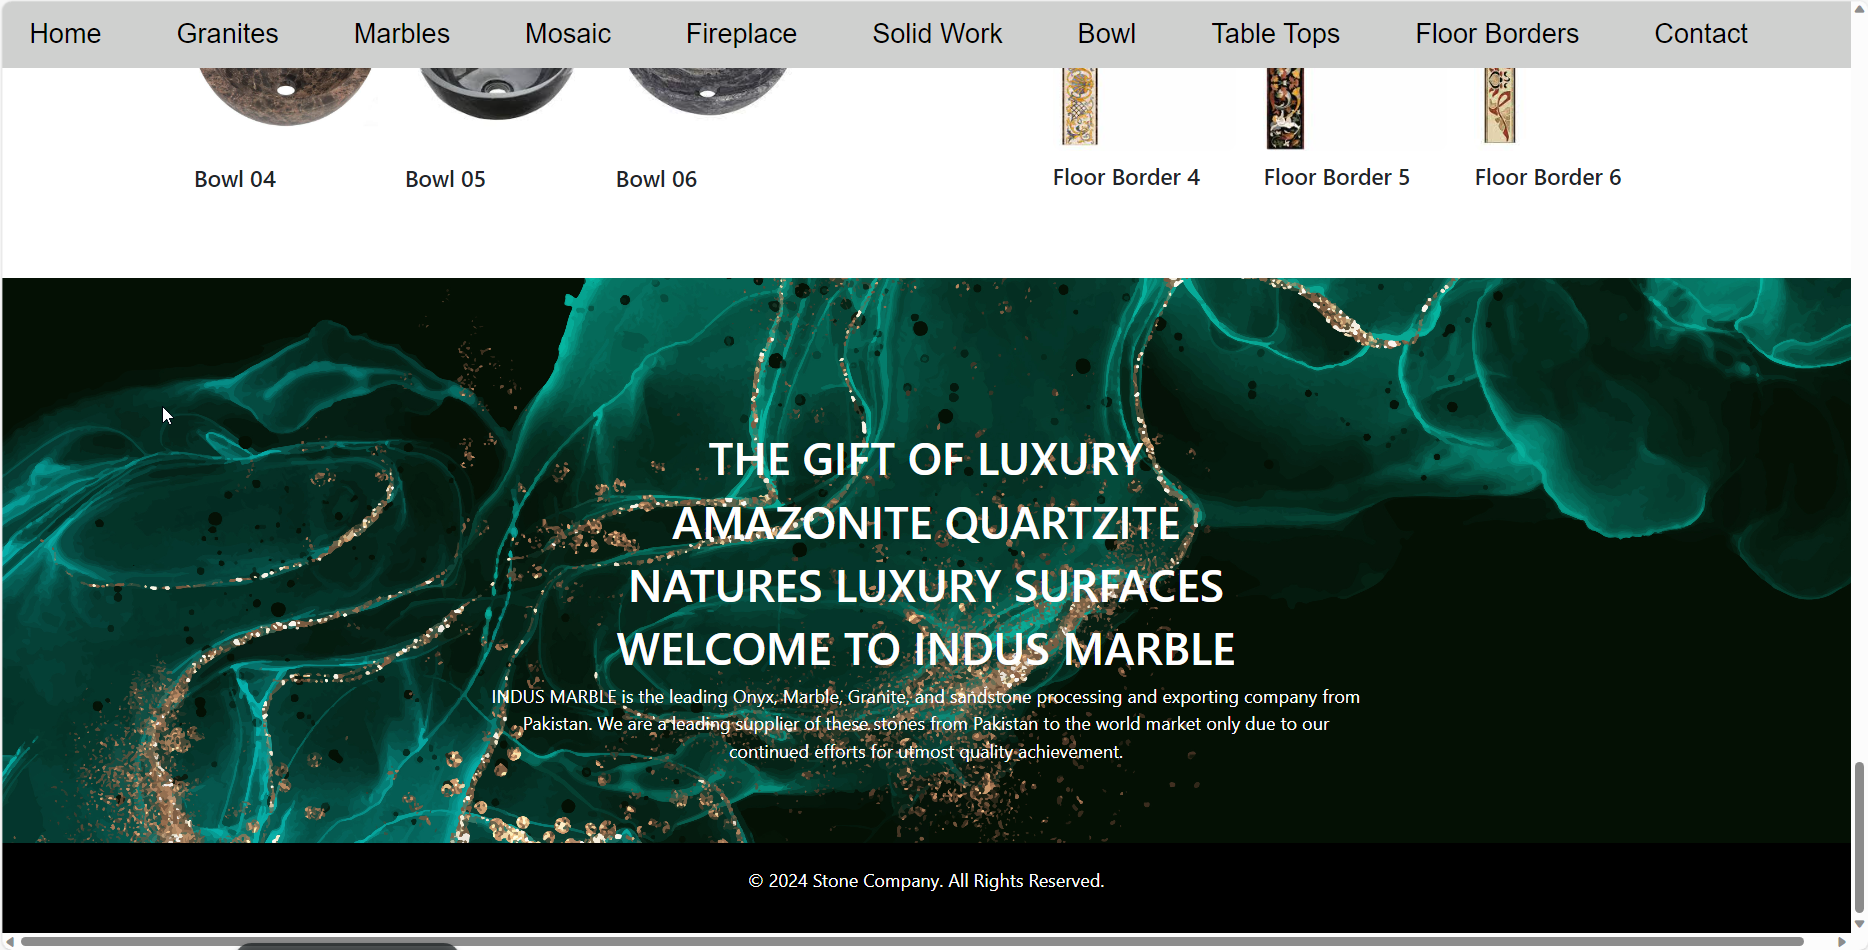 Home Granites Marbles Mosaic Fireplace Solid Work Bowl Table Tops Floor Borders Contact
Bowl 04 Bowl 05 Bowl 06
Floor Border 4 Floor Border 5 Floor Border 6
THE GIFT OF LUXURY
AMAZONITE QUARTZITE
NATURES LUXURY SURFACES
WELCOME TO INDUS MARBLE
INDUS MARBLE is the leading Onyx, Marble, Granite, and sandstone processing and exporting company from
Pakistan. We are a leading supplier of these stones from Pakistan to the world market only due to our
continued efforts for utmost quality achievement.
© 2024 Stone Company. All Rights Reserved.